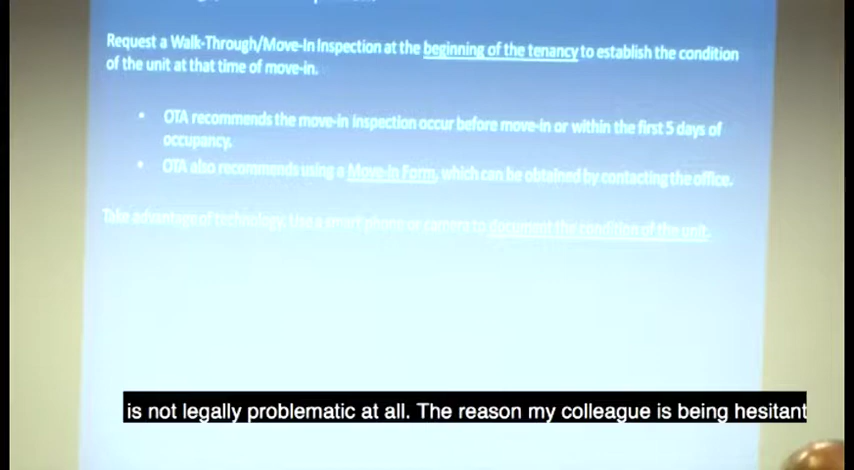 Request a Walk-Through/Move-In Inspection at the beginning of the tenancy to establish the condition
of the unit at that time of move-in.
• OTA recommends the move-in inspection occur before move-in or within the first 5 days of
occupancy.
• OTA also recommends using a Move-in Form, which can be obtained by contacting the office.
Take advantage of technology. Use a smart phone or camera to document the condition of the unit.
is not legally problematic at all. The reason my colleague is being hesitant